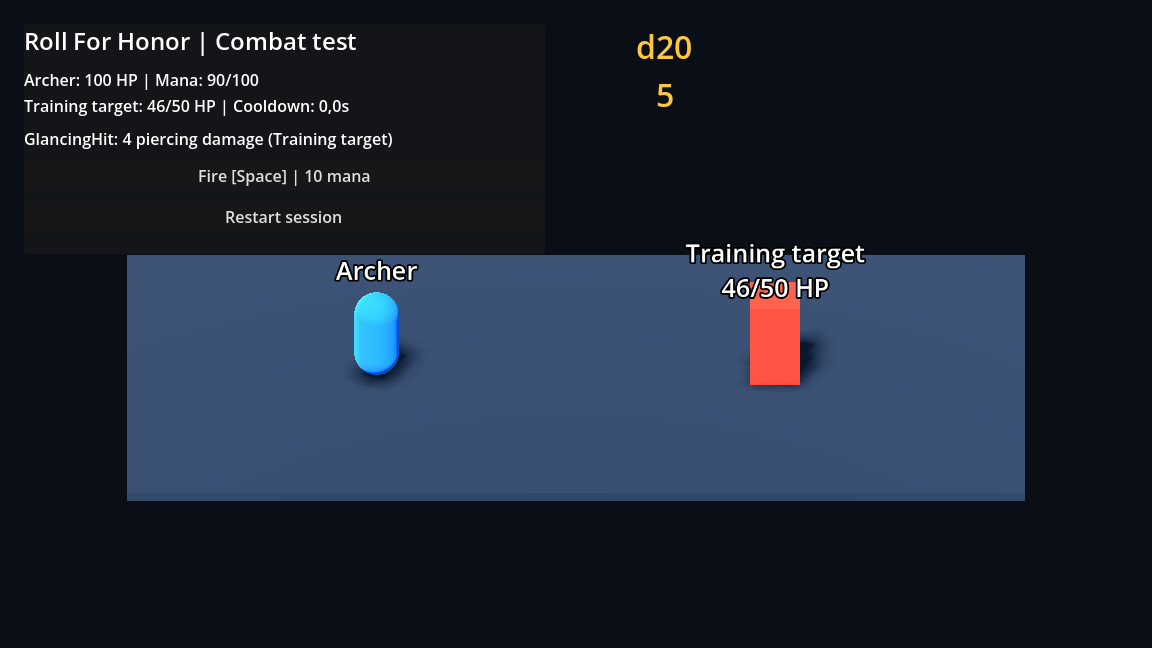 Roll For Honor | Combat test
Archer: 100 HP | Mana: 90/100
Training target: 46/50 HP | Cooldown: 0,0s
GlancingHit: 4 piercing damage (Training target)
Fire [Space] | 10 mana
Restart session
d20
5
Archer
Training target
46/50 HP